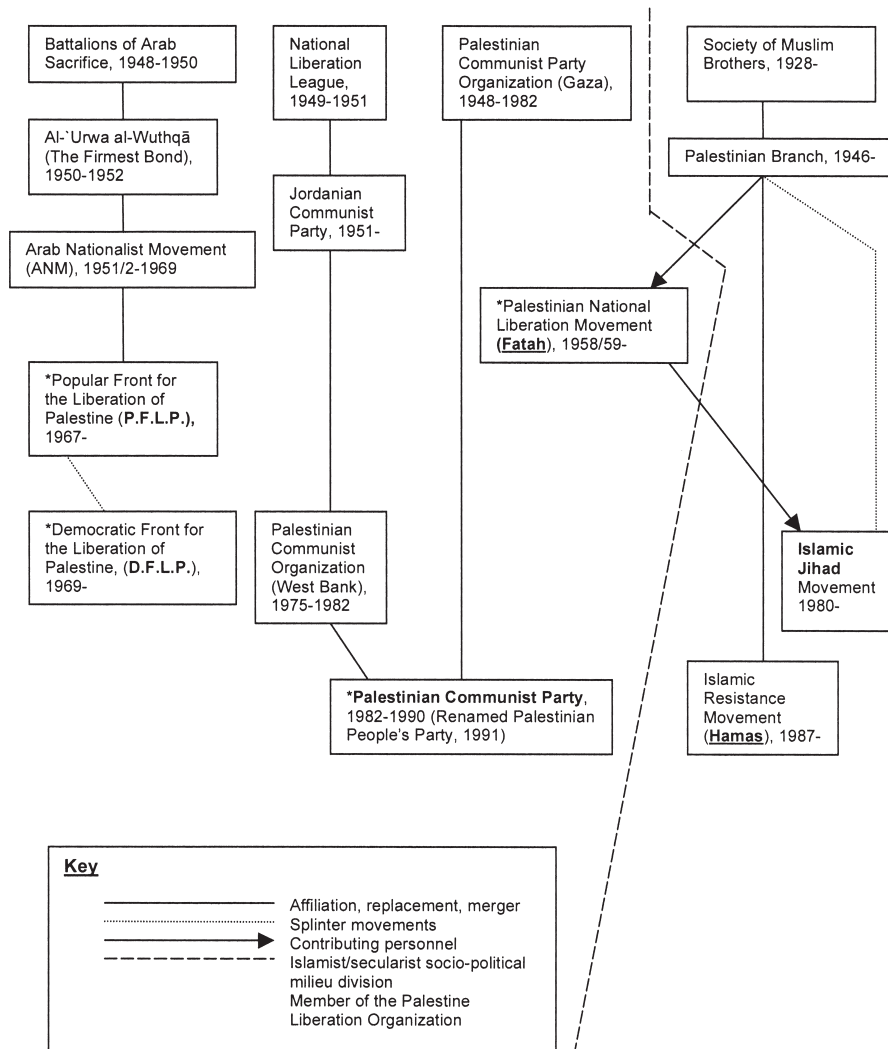 Battalions of Arab
Sacrifice, 1948-1950
National
Liberation
League,
1949-1951
Palestinian
Communist Party
Organization (Gaza),
1948-1982
Society of Muslim
Brothers, 1928-
Al-`Urwa al-Wuthqā
(The Firmest Bond),
1950-1952
Palestinian Branch, 1946-
Jordanian
Communist
Party, 1951-
Arab Nationalist Movement
(ANM), 1951/2-1969
*Palestinian National
Liberation Movement
(Fatah), 1958/59-
*Popular Front for
the Liberation of
Palestine (P.F.L.P.),
1967-
*Democratic Front for
the Liberation of
Palestine, (D.F.L.P.),
1969-
Palestinian
Communist
Organization
(West Bank),
1975-1982
Islamic
Jihad
Movement
1980-
*Palestinian Communist Party,
1982-1990 (Renamed Palestinian
People's Party, 1991)
Islamic
Resistance
Movement
(Hamas), 1987-
Key
Affiliation, replacement, merger
Splinter movements
Contributing personnel
Islamist/secularist socio-political
milieu division
Member of the Palestine
Liberation Organization